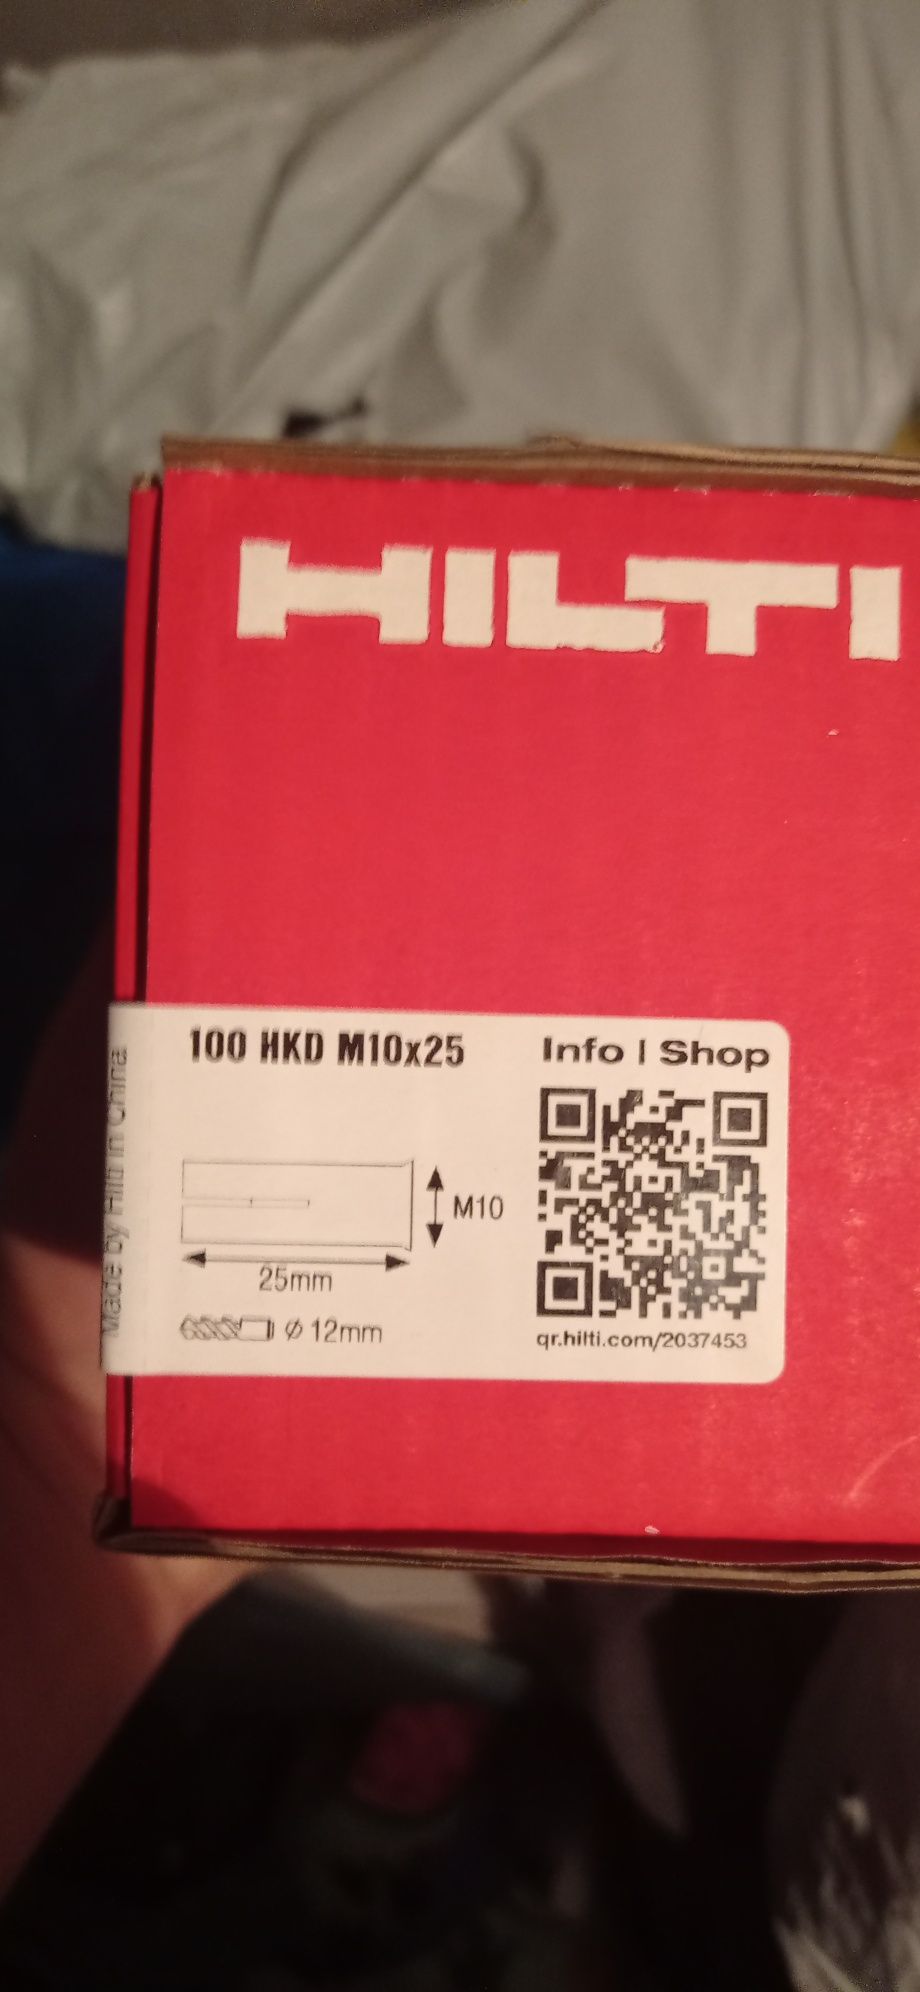 HILTI
100 HKD M10x25
Info | Shop
Made by Hilti in China
M10
25mm
Ø 12mm
qr.hilti.com/2037453